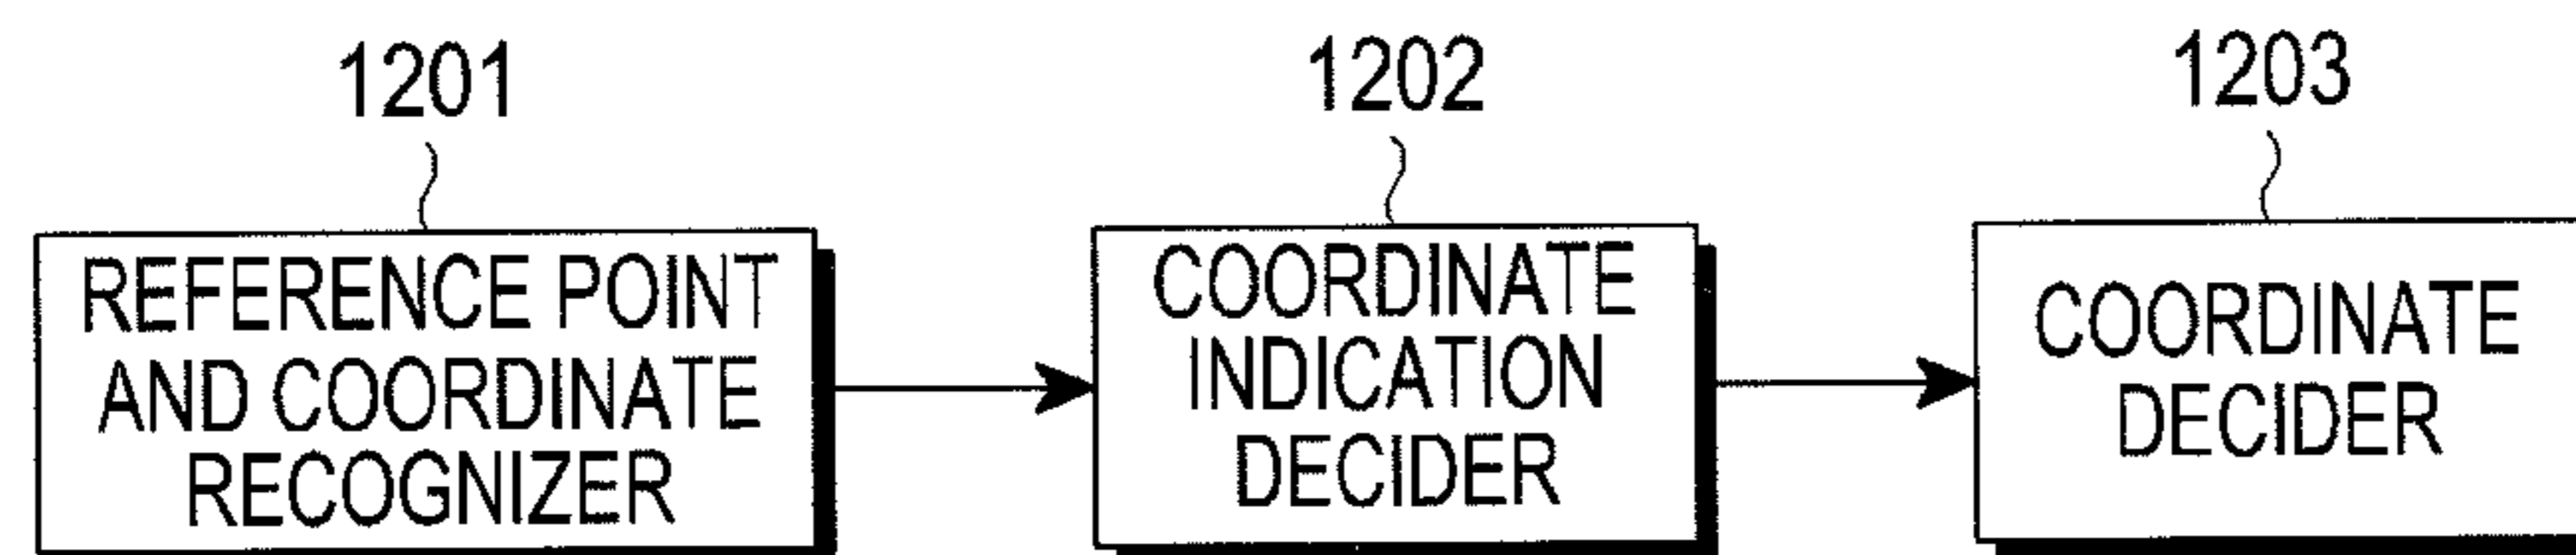 1201
REFERENCE POINT
AND COORDINATE
RECOGNIZER
1202
COORDINATE
INDICATION
DECIDER
1203
COORDINATE
DECIDER